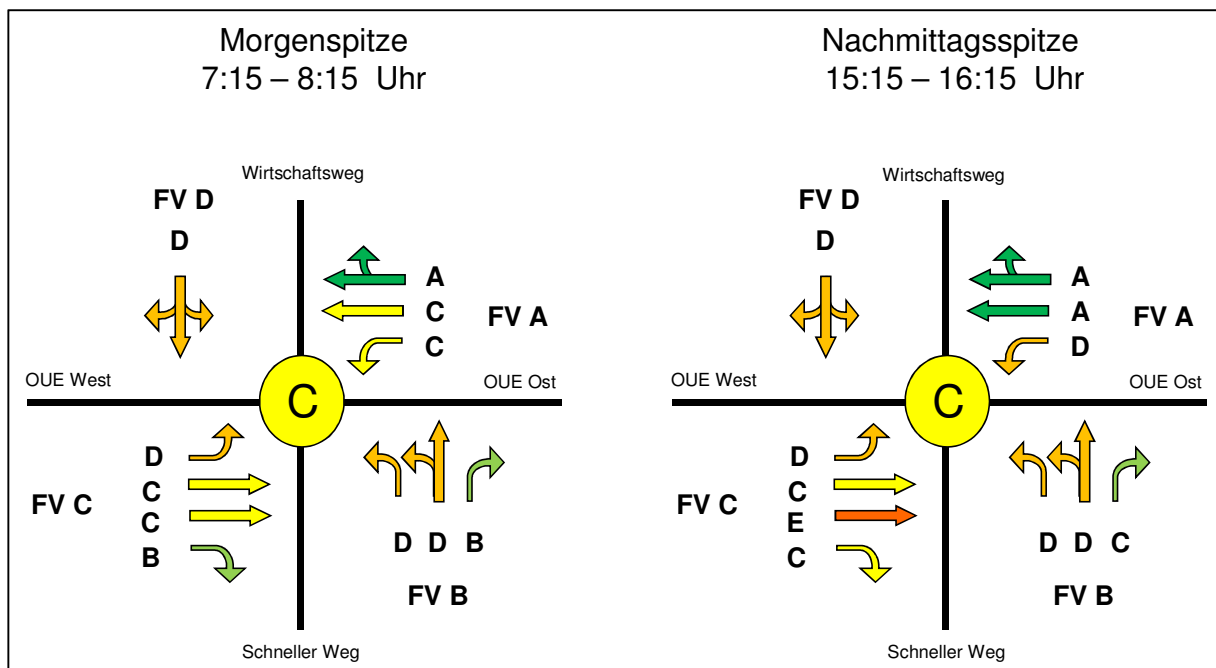 Morgenspitze
7:15 – 8:15 Uhr
Wirtschaftsweg
FV D
D
A
C
C
FV A
OUE West
OUE Ost
C
D
C
C
B
FV C
D D B
FV B
Schneller Weg
Nachmittagsspitze
15:15 – 16:15 Uhr
Wirtschaftsweg
FV D
D
A
A
D
FV A
OUE West
OUE Ost
C
D
C
E
C
FV C
D D C
FV B
Schneller Weg